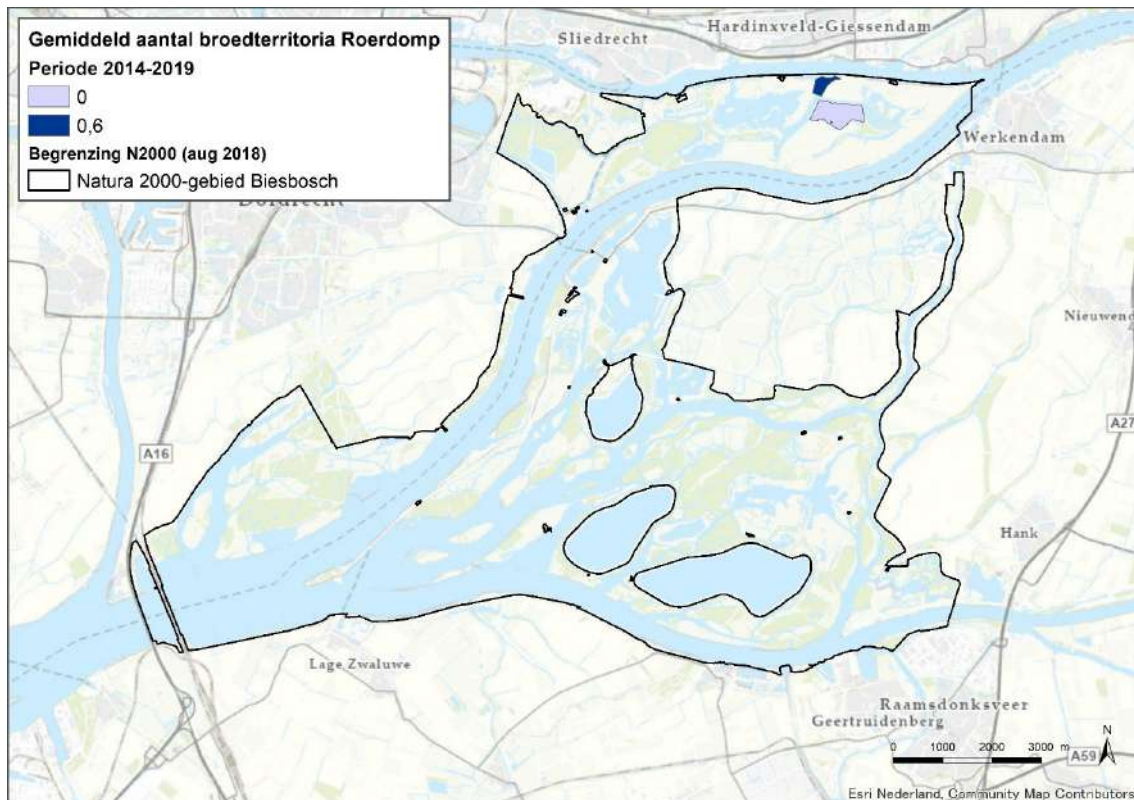 Gemiddeld aantal broedterritoria Roerdomp
Periode 2014-2019
0
0,6
Begrenzing N2000 (aug 2018)
Natura 2000-gebied Biesbosch
Hardinxveld-Giessendam
Sliedrecht
Werkendam
Dordrecht
Nieuwend
A27
A16
Hank
Lage Zwaluwe
Raamsdonksveer
Geertruidenberg
N
0 1000 2000 3000 m
A59
Esri Nederland, Community Map Contributors